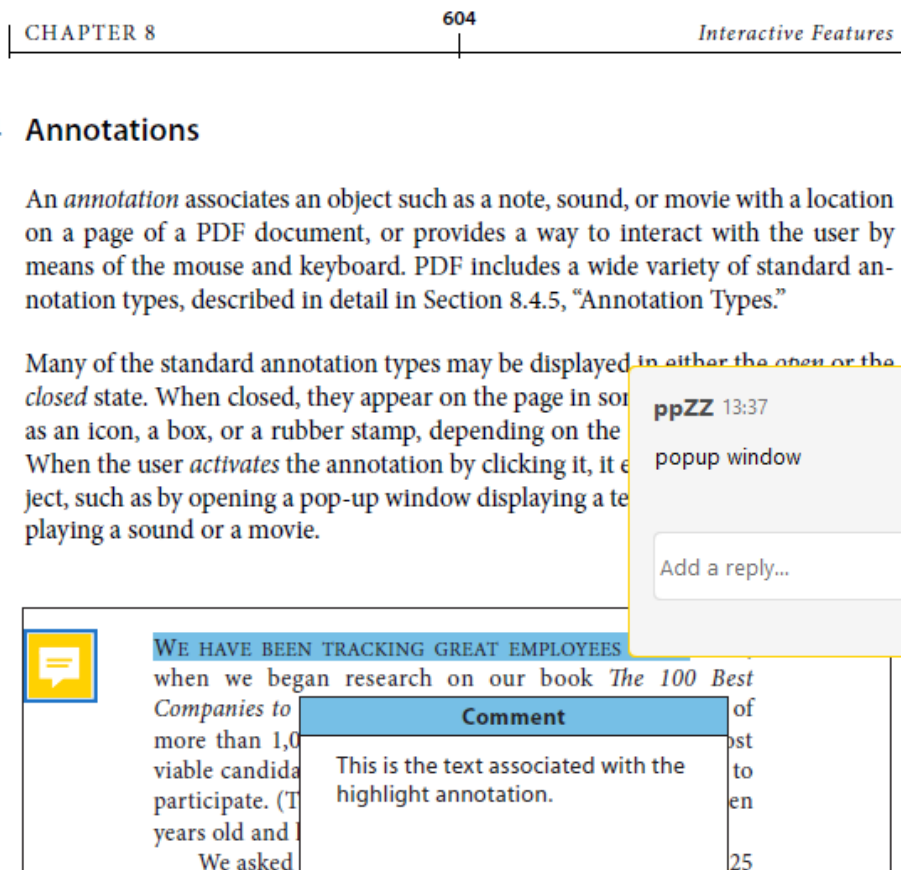 CHAPTER 8
604
Interactive Features
Annotations
An annotation associates an object such as a note, sound, or movie with a location
on a page of a PDF document, or provides a way to interact with the user by
means of the mouse and keyboard. PDF includes a wide variety of standard an-
notation types, described in detail in Section 8.4.5, “Annotation Types.”
Many of the standard annotation types may be displayed in either the open or the
closed state. When closed, they appear on the page in
as an icon, a box, or a rubber stamp, depending on the
When the user activates the annotation by clicking it, it
ject, such as by opening a pop-up window displaying a
playing a sound or a movie.
ppZZ 13:37
popup window
Add a reply...
WE HAVE BEEN TRACKING GREAT EMPLOYEES
when we began research on our book The 100 Best
Companies to of
more than
viable to
participate.
years old and
We asked 25
Comment
This is the text associated with the
highlight annotation.